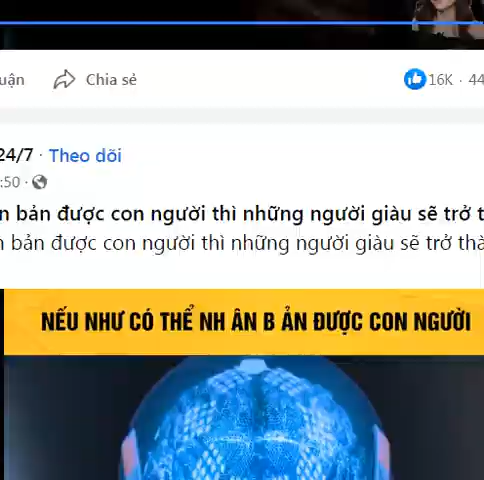 uận Chia sẻ 16K · 44
24/7 · Theo dõi
:50 ·
n bản được con người thì những người giàu sẽ trở t
n bản được con người thì những người giàu sẽ trở thà
NẾU NHƯ CÓ THỂ NH ÂN B ẢN ĐƯỢC CON NGƯỜI